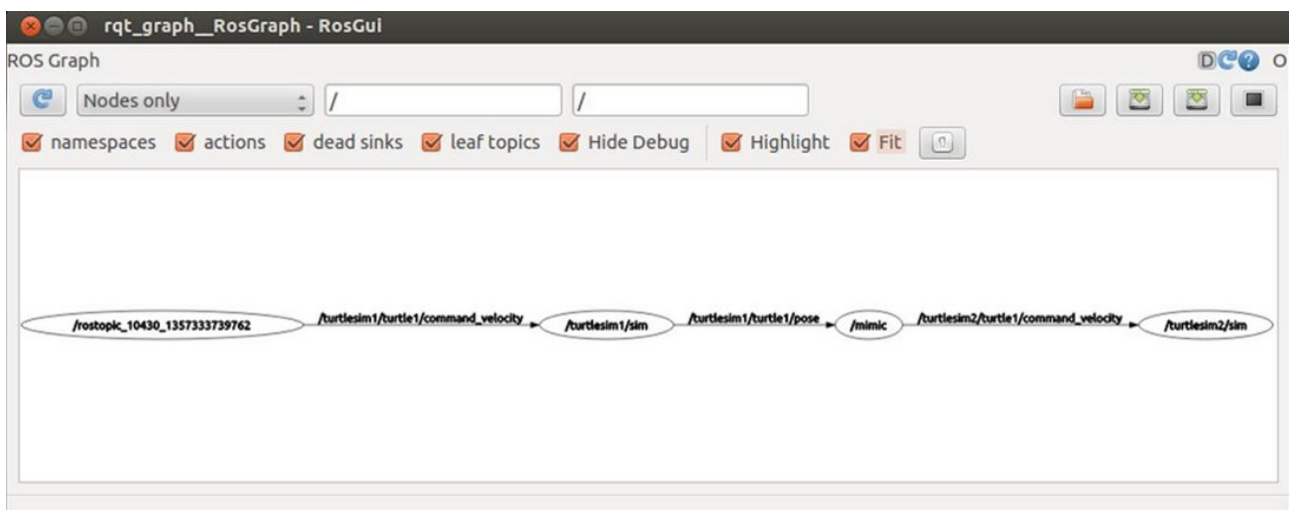 rqt_graph__RosGraph - RosGui
ROS Graph D ? O
Nodes only / /
namespaces actions dead sinks leaf topics Hide Debug Highlight Fit
/rostopic_10430_1357333739762 /turtlesim1/turtle1/command_velocity /turtlesim1/sim /turtlesim1/turtle1/pose /mimic /turtlesim2/turtle1/command_velocity /turtlesim2/sim